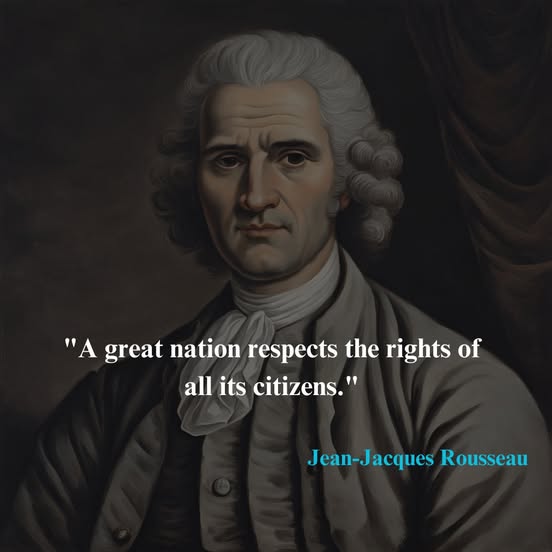 "A great nation respects the rights of
all its citizens."
Jean-Jacques Rousseau